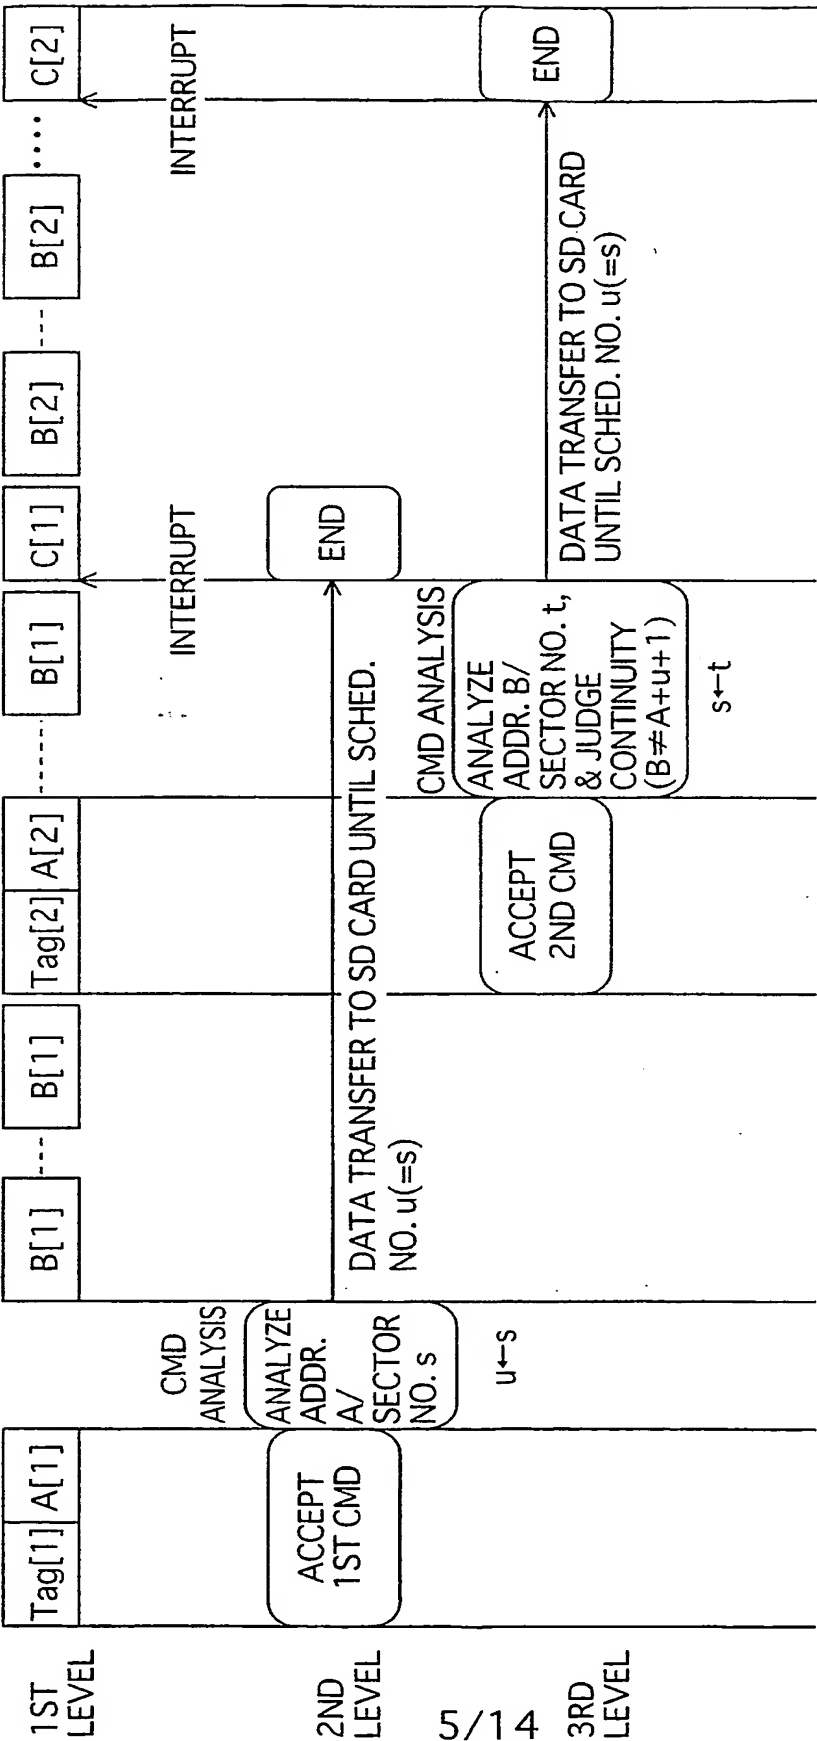 1ST
LEVEL
Tag[1]
A[1]
B[1]
B[1]
Tag[2]
A[2]
B[1]
C[1]
B[2]
B[2]
C[2]
INTERRUPT
INTERRUPT
2ND
LEVEL
ACCEPT
1ST CMD
CMD
ANALYSIS
ANALYZE
ADDR.
A/
SECTOR
NO. s
u←s
DATA TRANSFER TO SD CARD UNTIL SCHED.
NO. u(=s)
END
5/14
3RD
LEVEL
ACCEPT
2ND CMD
CMD ANALYSIS
ANALYZE
ADDR. B/
SECTOR NO. t,
& JUDGE
CONTINUITY
(B≠A+u+1)
s←t
DATA TRANSFER TO SD CARD
UNTIL SCHED. NO. u(=s)
END